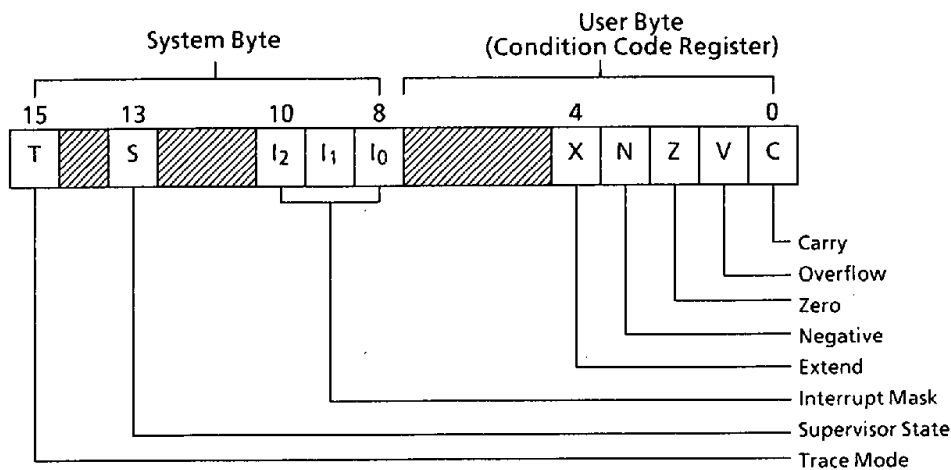 System Byte
User Byte
(Condition Code Register)
15 13 10 8 4 0
T S I2 I1 I0 X N Z V C
Carry
Overflow
Zero
Negative
Extend
Interrupt Mask
Supervisor State
Trace Mode